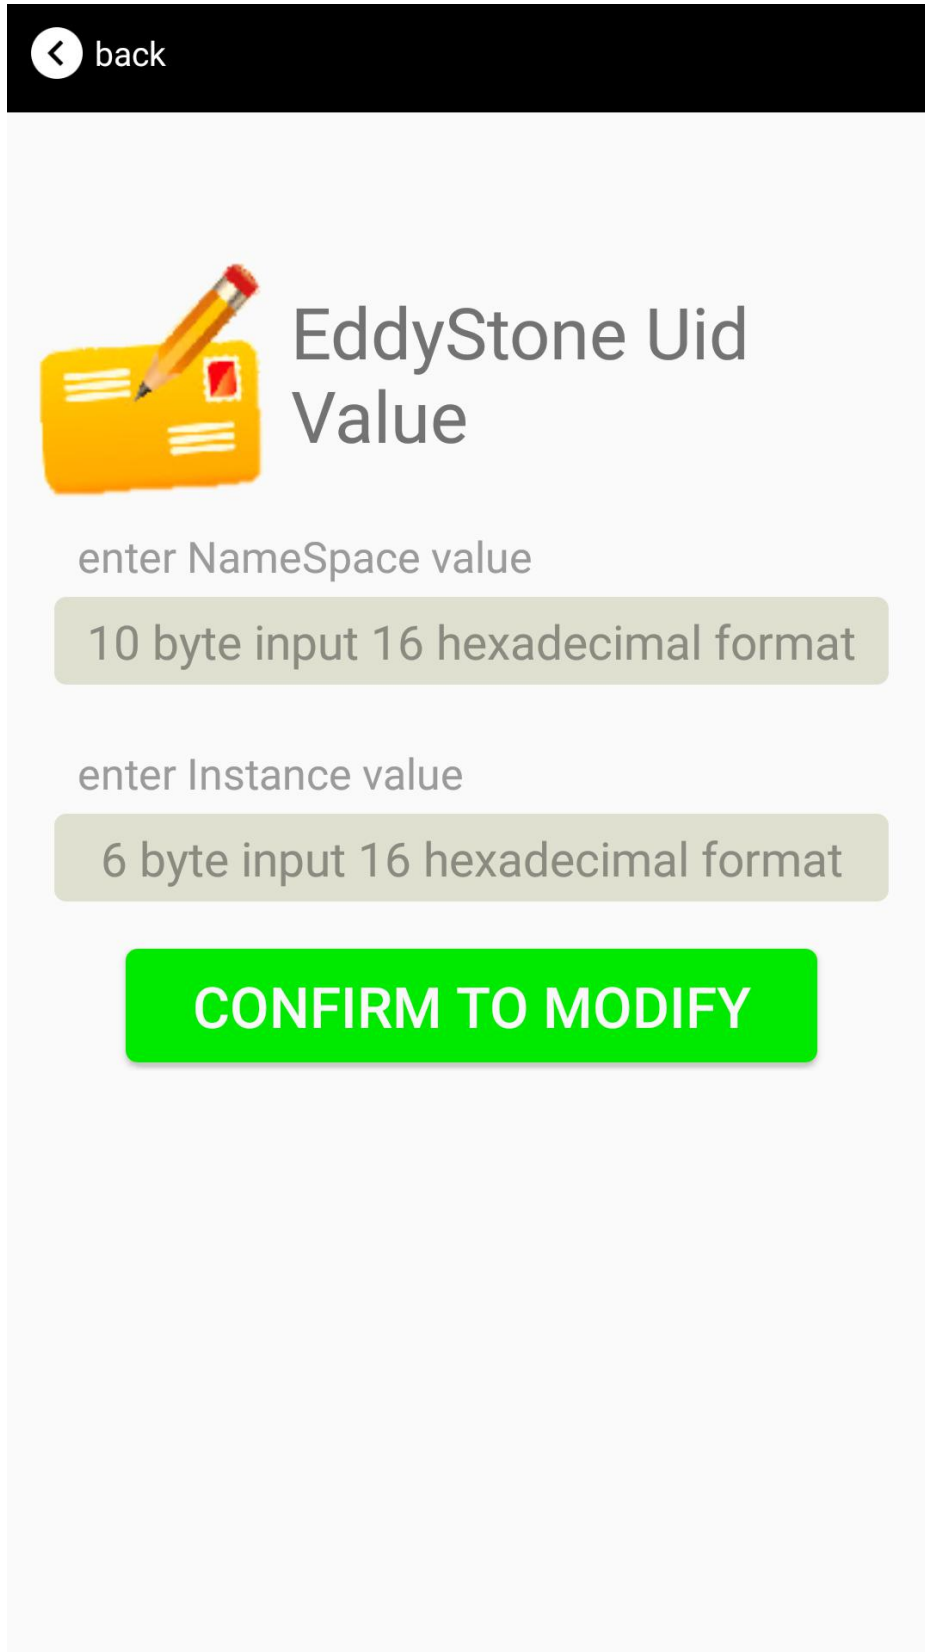 back
EddyStone Uid
Value
enter NameSpace value
10 byte input 16 hexadecimal format
enter Instance value
6 byte input 16 hexadecimal format
CONFIRM TO MODIFY